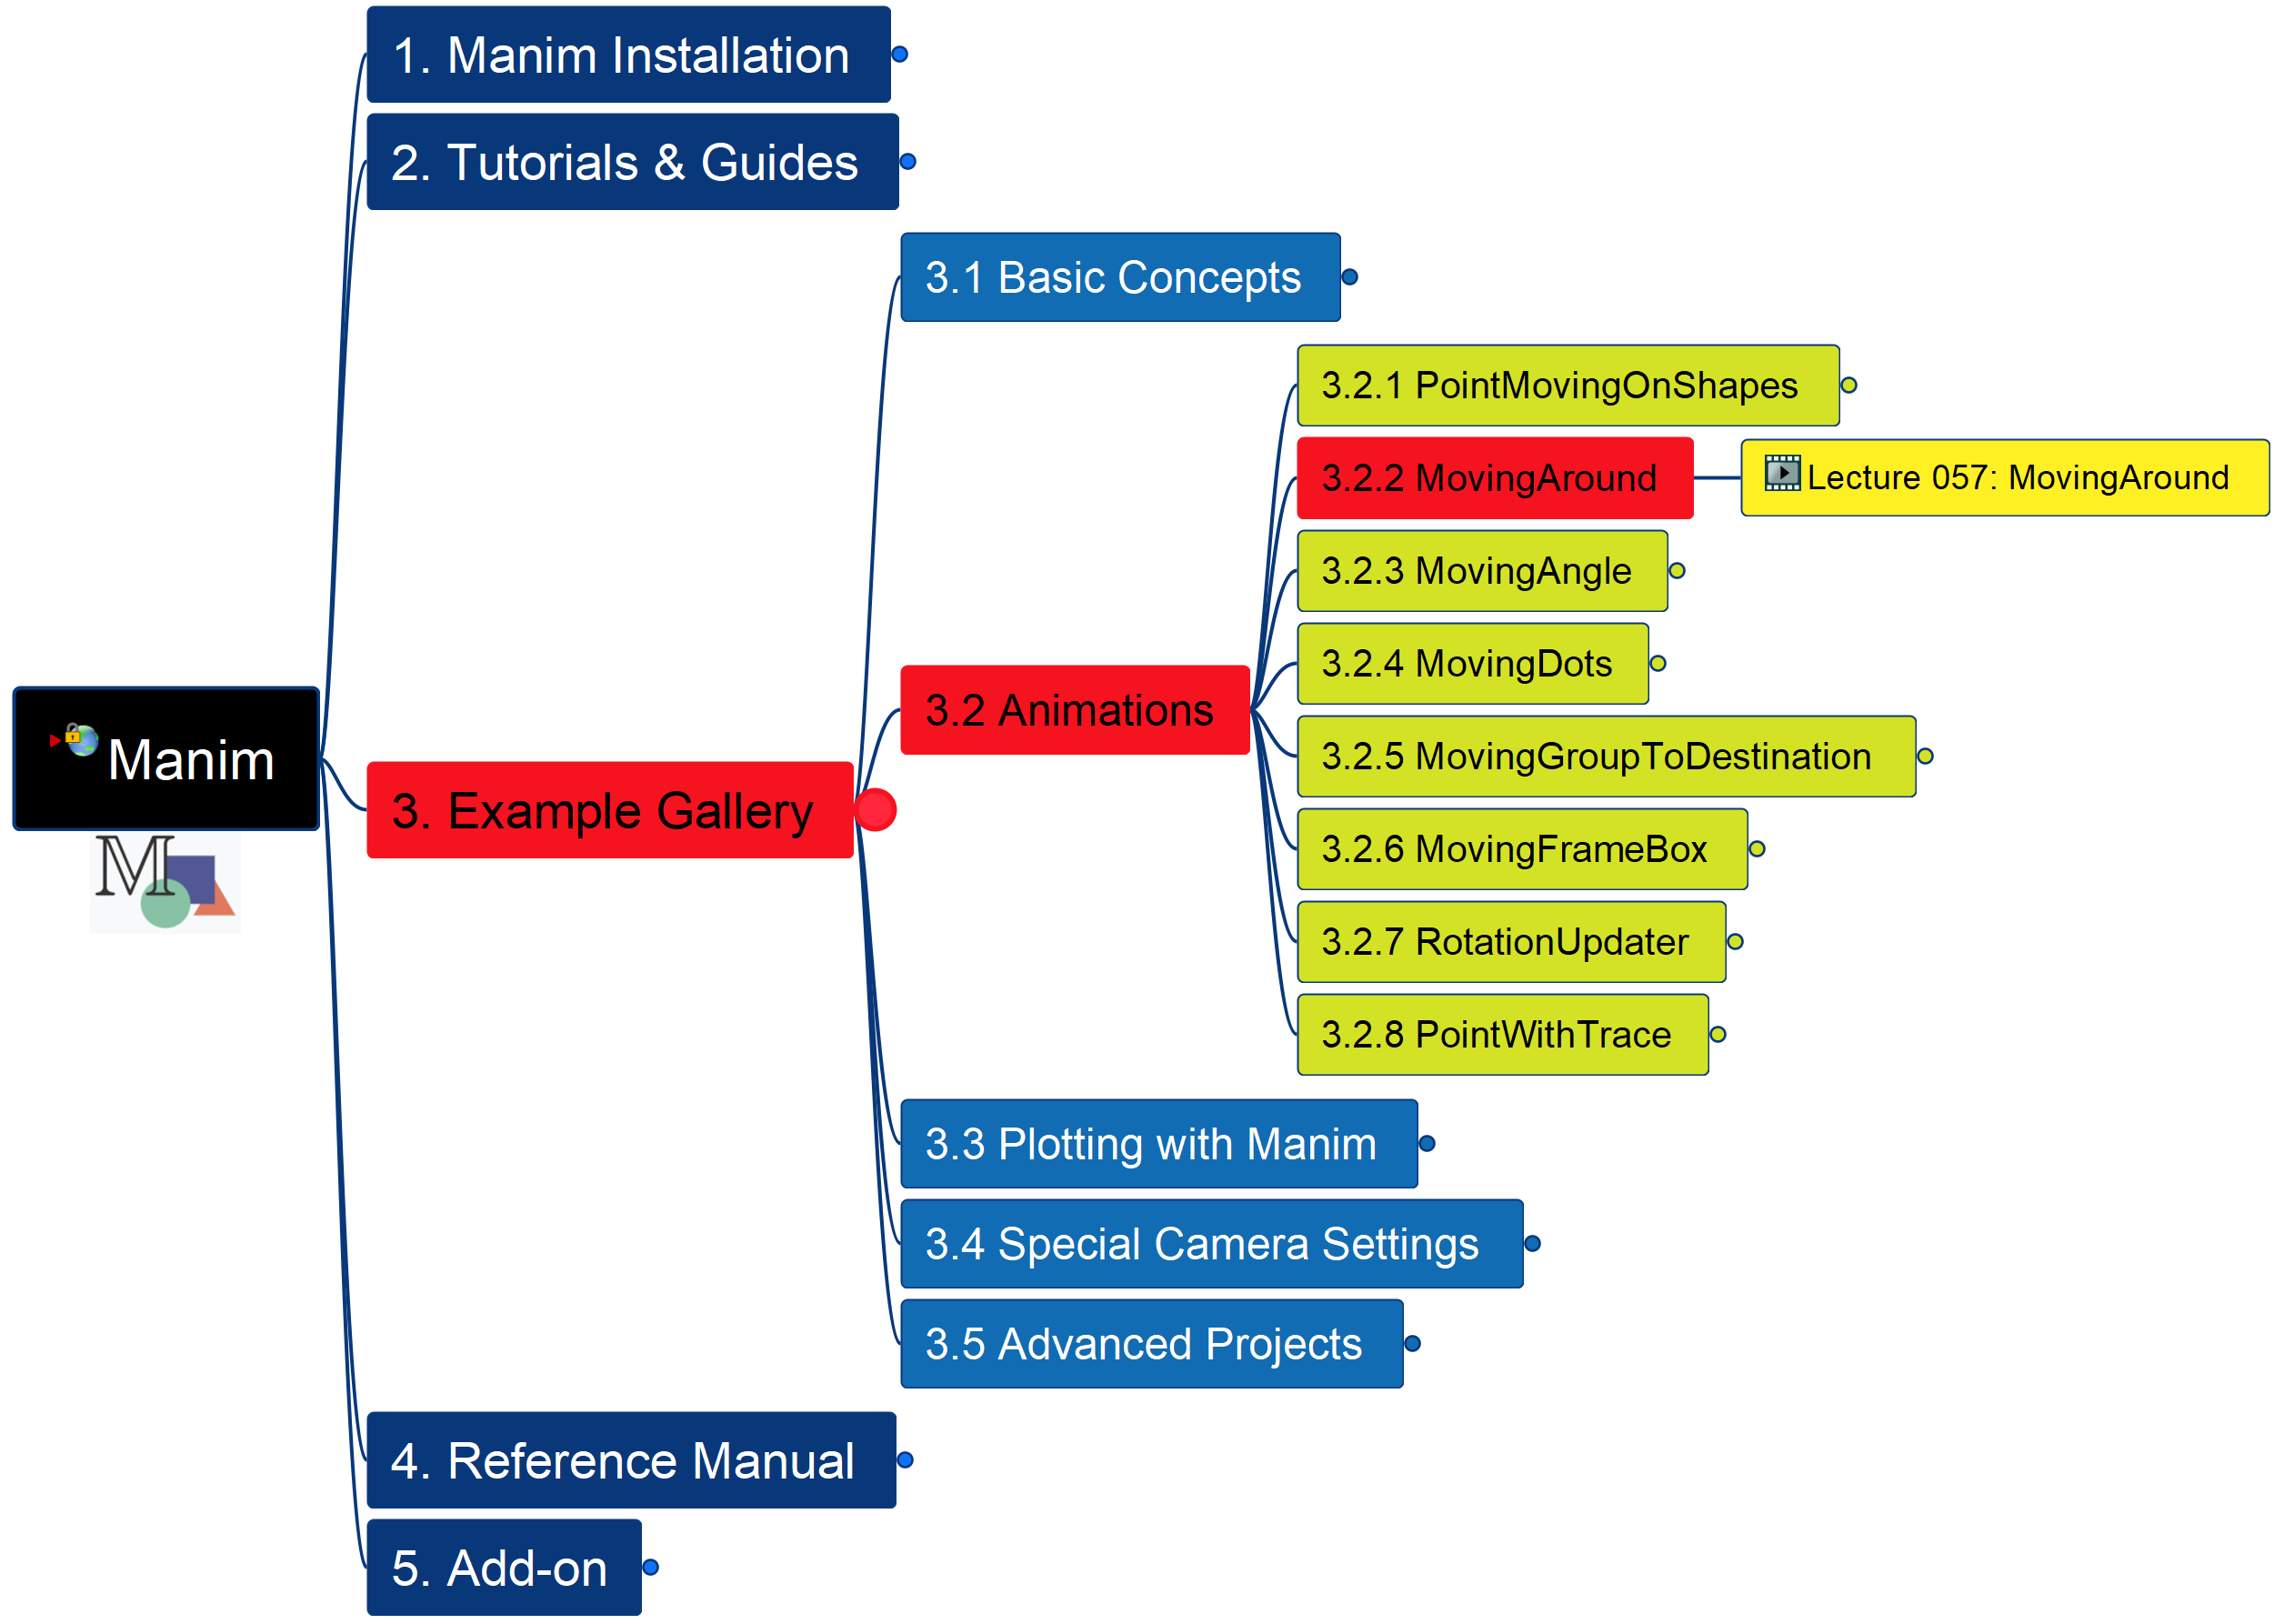 1. Manim Installation
2. Tutorials & Guides
3.1 Basic Concepts
3.2.1 PointMovingOnShapes
3.2.2 MovingAround
Lecture 057: MovingAround
3.2.3 MovingAngle
3.2.4 MovingDots
3.2 Animations
3.2.5 MovingGroupToDestination
Manim
3. Example Gallery
3.2.6 MovingFrameBox
M
3.2.7 RotationUpdater
3.2.8 PointWithTrace
3.3 Plotting with Manim
3.4 Special Camera Settings
3.5 Advanced Projects
4. Reference Manual
5. Add-on